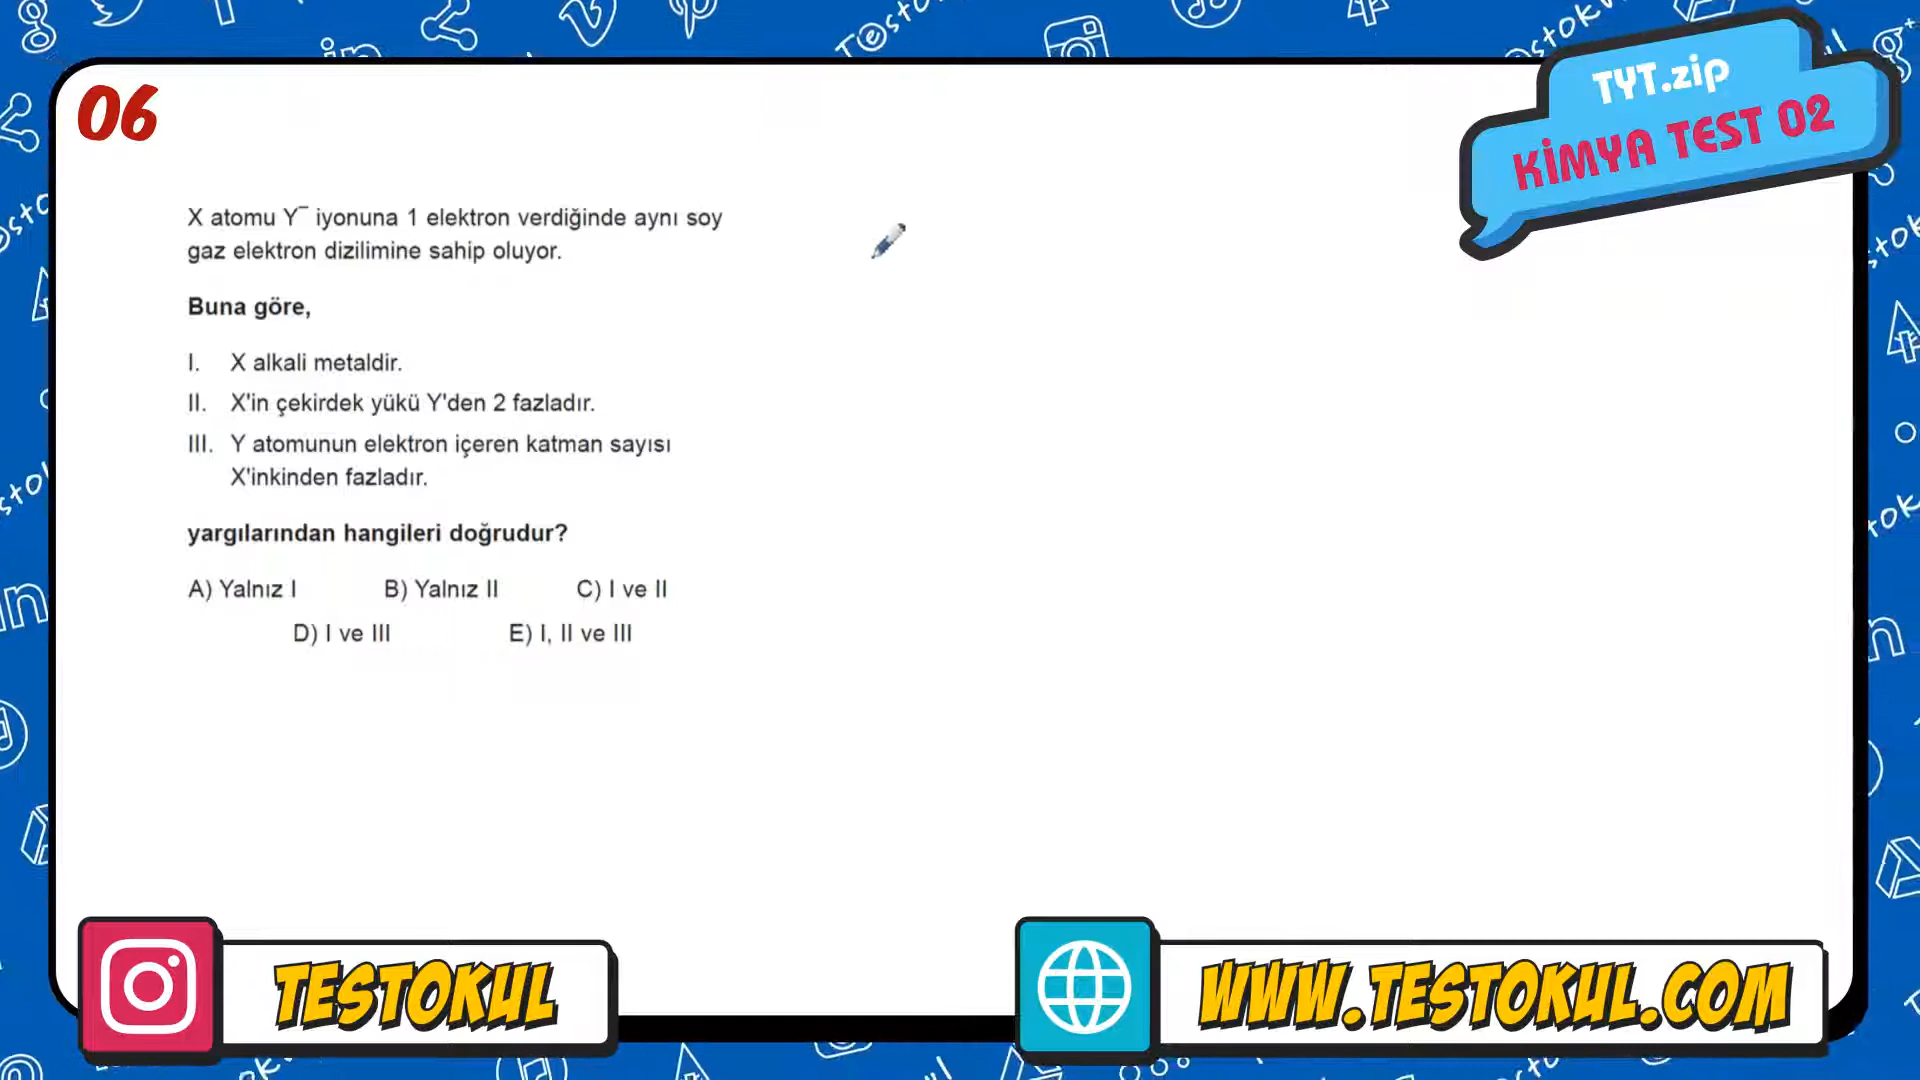 06
TYT.zip
KİMYA TEST 02
X atomu Y⁻ iyonuna 1 elektron verdiğinde aynı soy
gaz elektron dizilimine sahip oluyor.
Buna göre,
I. X alkali metaldir.
II. X'in çekirdek yükü Y'den 2 fazladır.
III. Y atomunun elektron içeren katman sayısı
X'inkinden fazladır.
yargılarından hangileri doğrudur?
A) Yalnız I B) Yalnız II C) I ve II
D) I ve III E) I, II ve III
TESTOKUL
WWW.TESTOKUL.COM